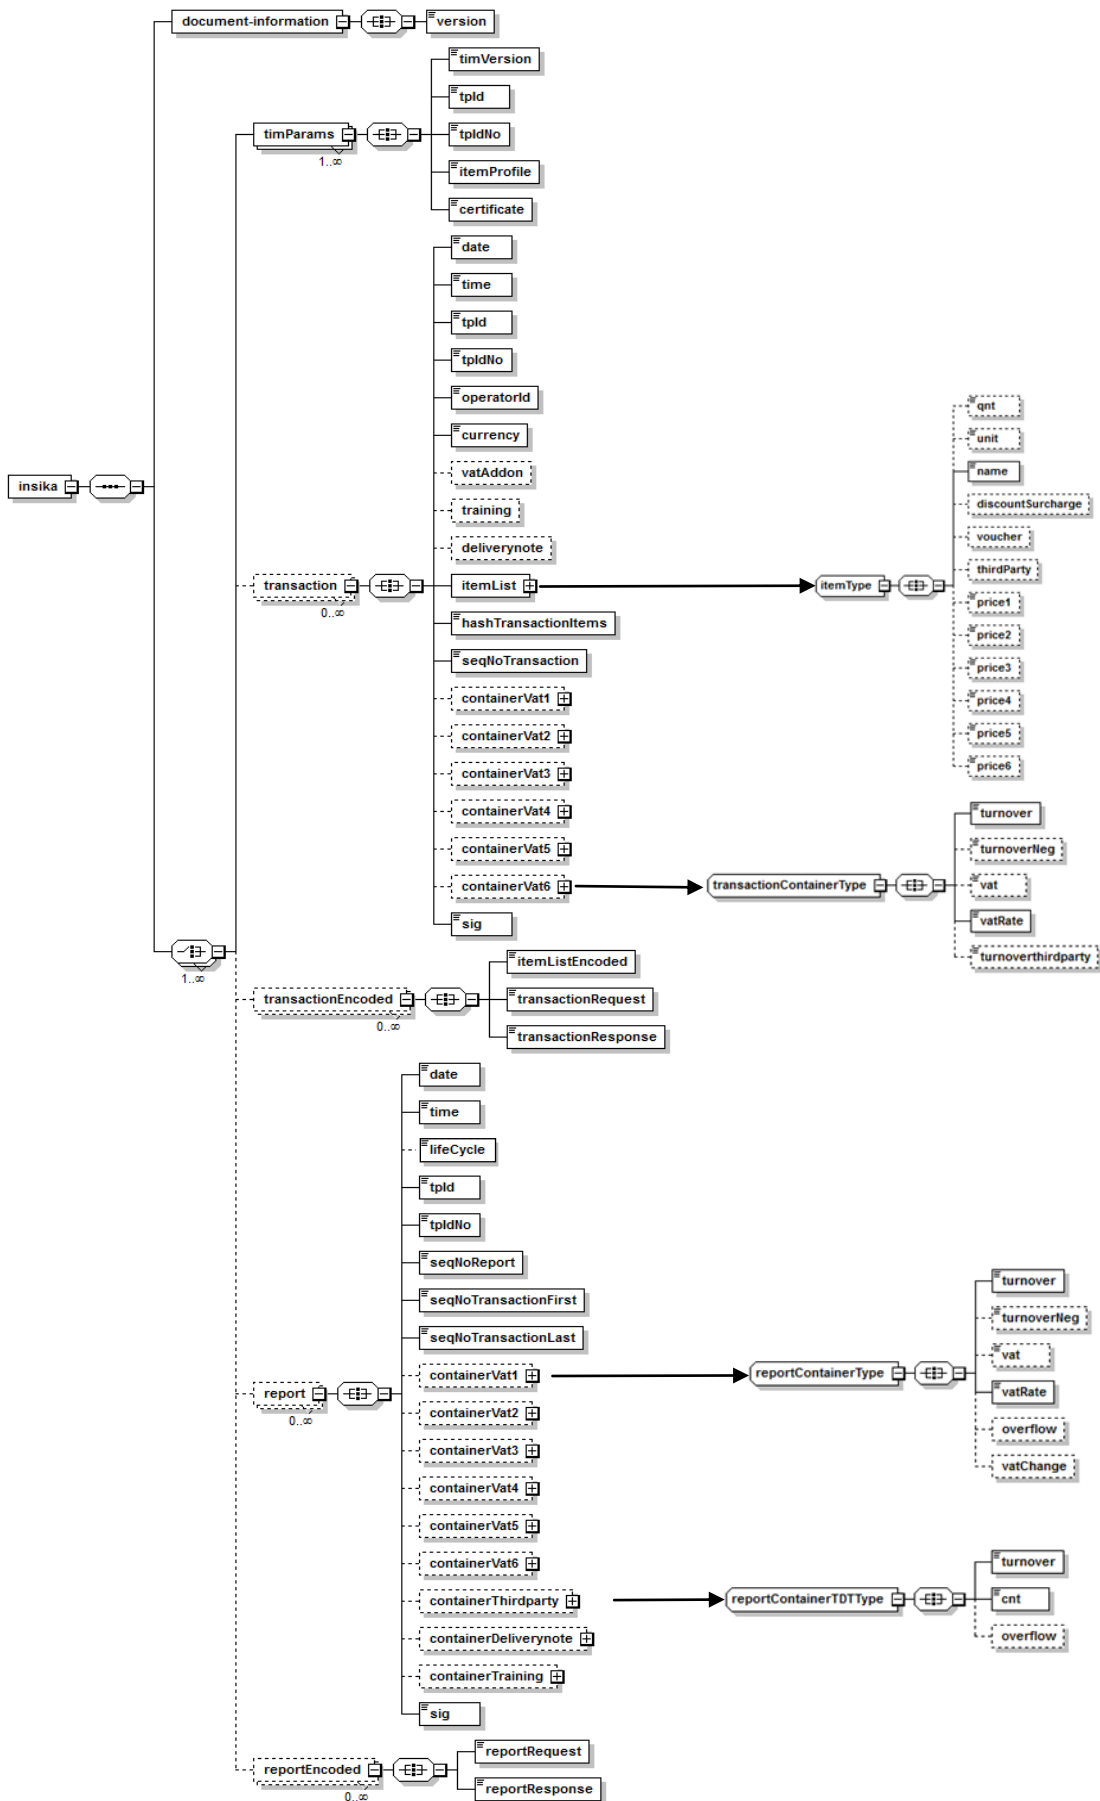 document-information
version
timVersion
tpId
timParams
tpIdNo
1..∞
itemProfile
certificate
date
time
tpId
tpIdNo
operatorId
currency
vatAddon
training
deliverynote
insika
transaction
0..∞
itemList
hashTransactionItems
seqNoTransaction
containerVat1
containerVat2
containerVat3
containerVat4
containerVat5
containerVat6
sig
itemType
qnt
unit
name
discountSurcharge
voucher
thirdParty
price1
price2
price3
price4
price5
price6
transactionContainerType
turnover
turnoverNeg
vat
vatRate
turnoverthirdparty
1..∞
transactionEncoded
0..∞
itemListEncoded
transactionRequest
transactionResponse
date
time
lifeCycle
tpId
tpIdNo
seqNoReport
seqNoTransactionFirst
seqNoTransactionLast
report
0..∞
containerVat1
containerVat2
containerVat3
containerVat4
containerVat5
containerVat6
containerThirdparty
containerDeliverynote
containerTraining
sig
reportContainerType
turnover
turnoverNeg
vat
vatRate
overflow
vatChange
reportContainerTDTType
turnover
cnt
overflow
reportEncoded
0..∞
reportRequest
reportResponse